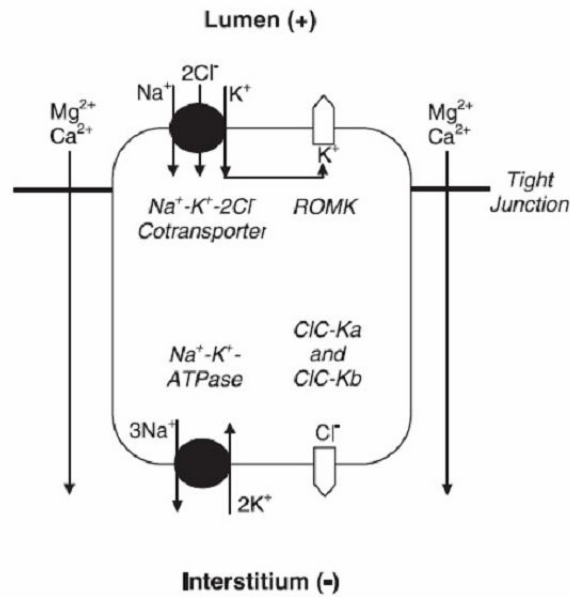 Lumen (+)
2Cl⁻
Na⁺ K⁺
Mg²⁺
Ca²⁺
K⁺
Mg²⁺
Ca²⁺
Tight
Junction
Na⁺-K⁺-2Cl⁻
Cotransporter
ROMK
Na⁺-K⁺-
ATPase
ClC-Ka
and
ClC-Kb
3Na⁺
2K⁺
Cl⁻
Interstitium (-)